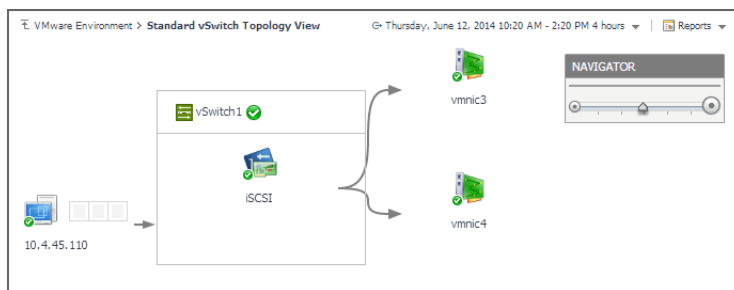 VMware Environment > Standard vSwitch Topology View
Thursday, June 12, 2014 10:20 AM - 2:20 PM 4 hours
Reports
NAVIGATOR
vmnic3
vSwitch1
iSCSI
10.4.45.110
vmnic4